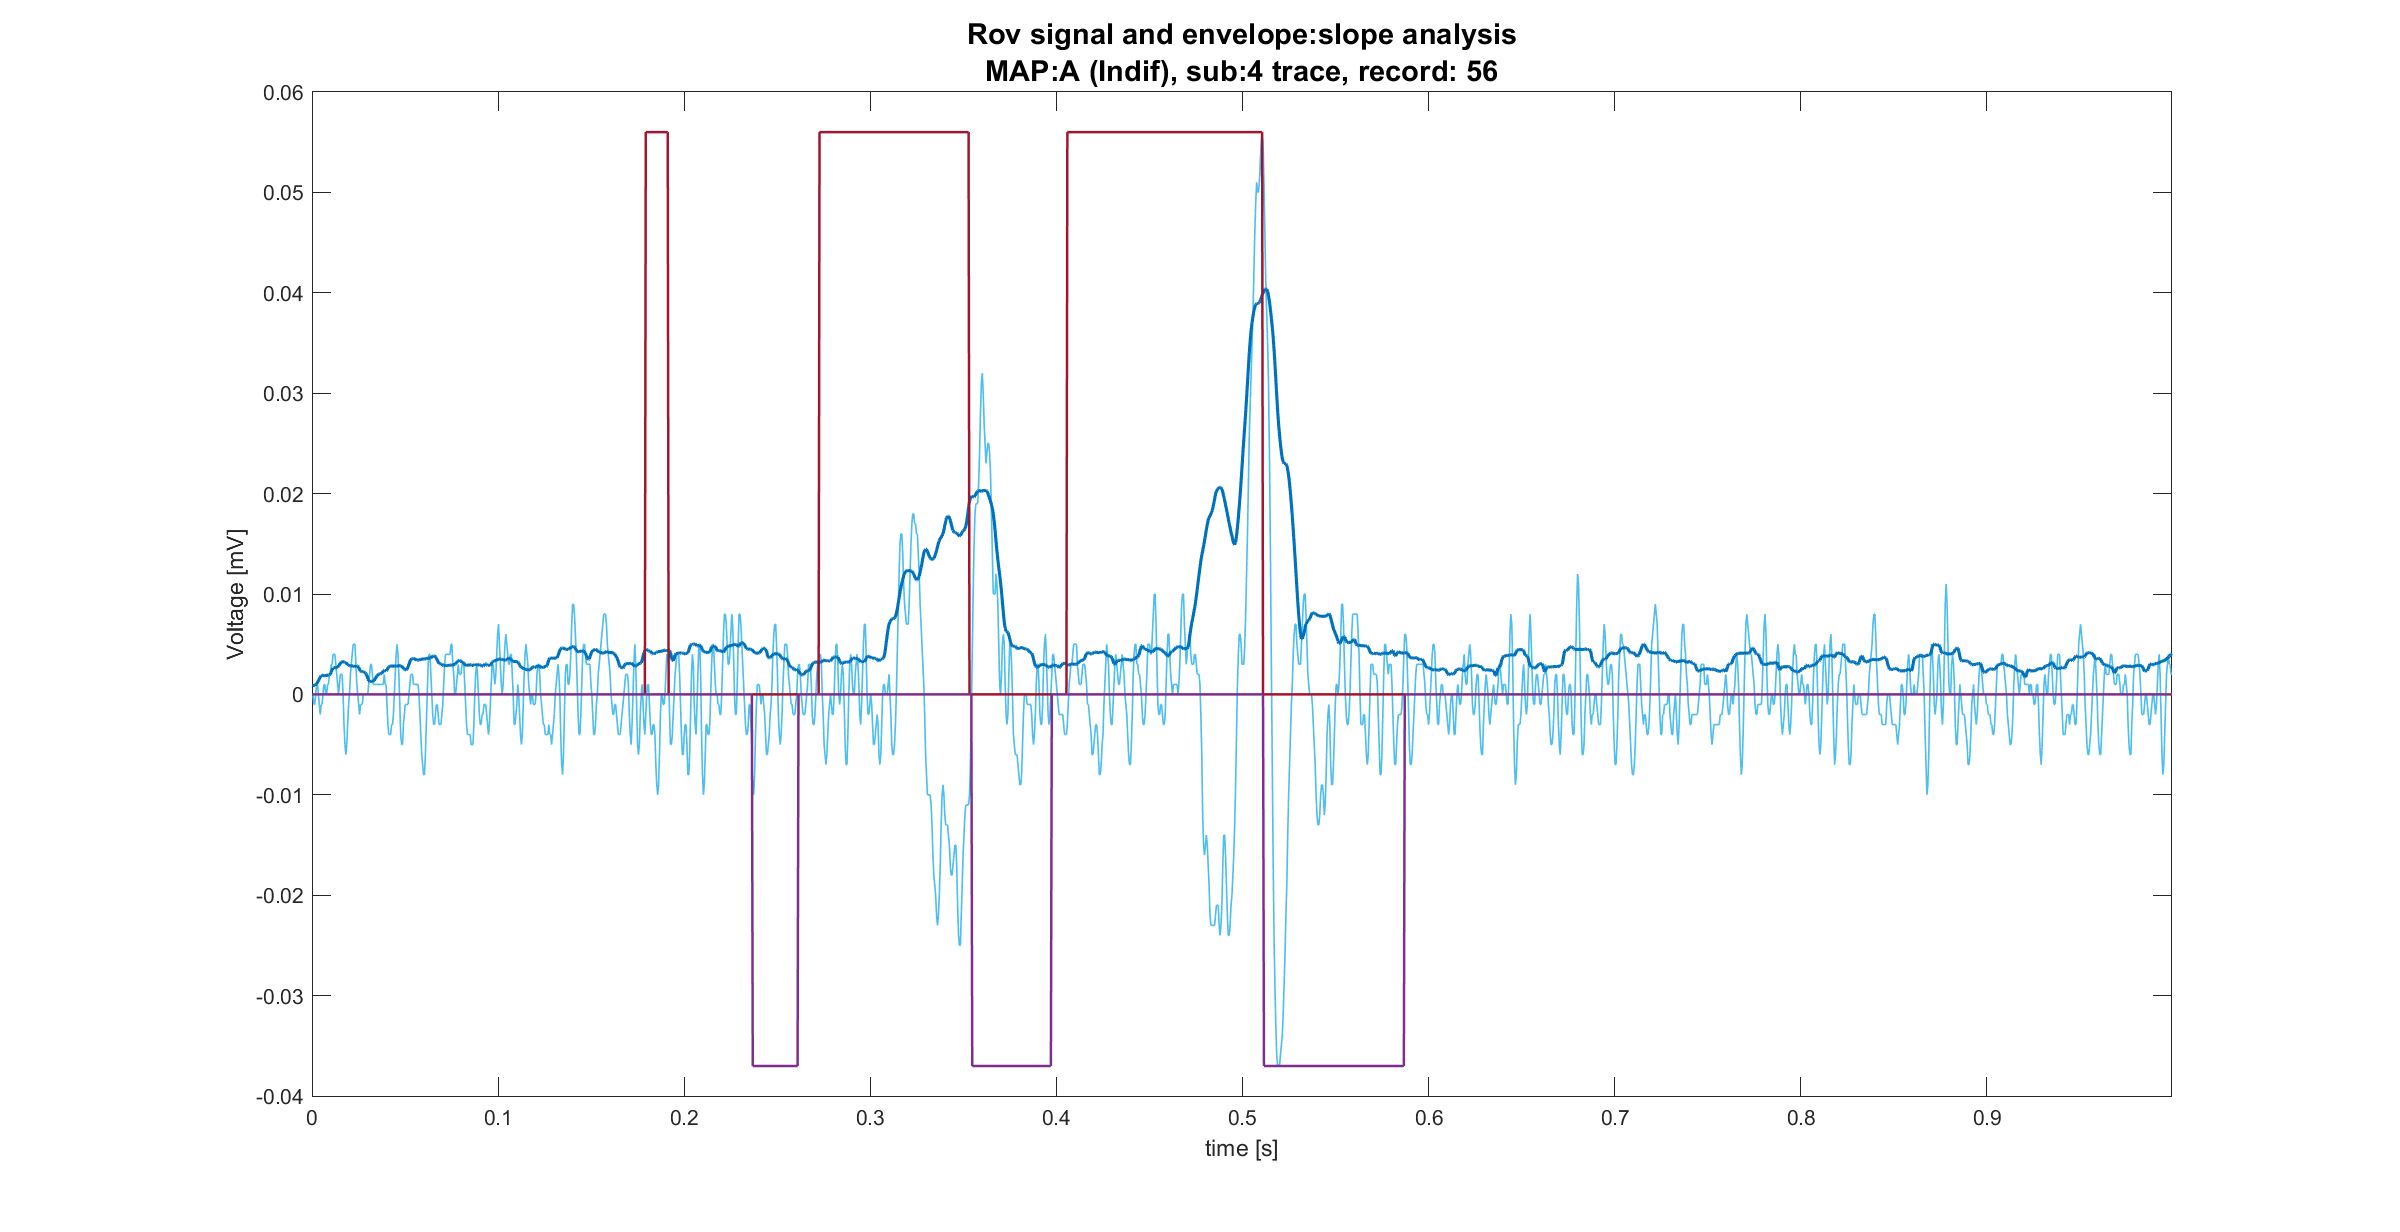 Rov signal and envelope:slope analysis
MAP:A (Indif), sub:4 trace, record: 56
0.06
0.05
0.04
0.03
0.02
0.01
0
-0.01
-0.02
-0.03
-0.04
Voltage [mV]
0 0.1 0.2 0.3 0.4 0.5 0.6 0.7 0.8 0.9
time [s]